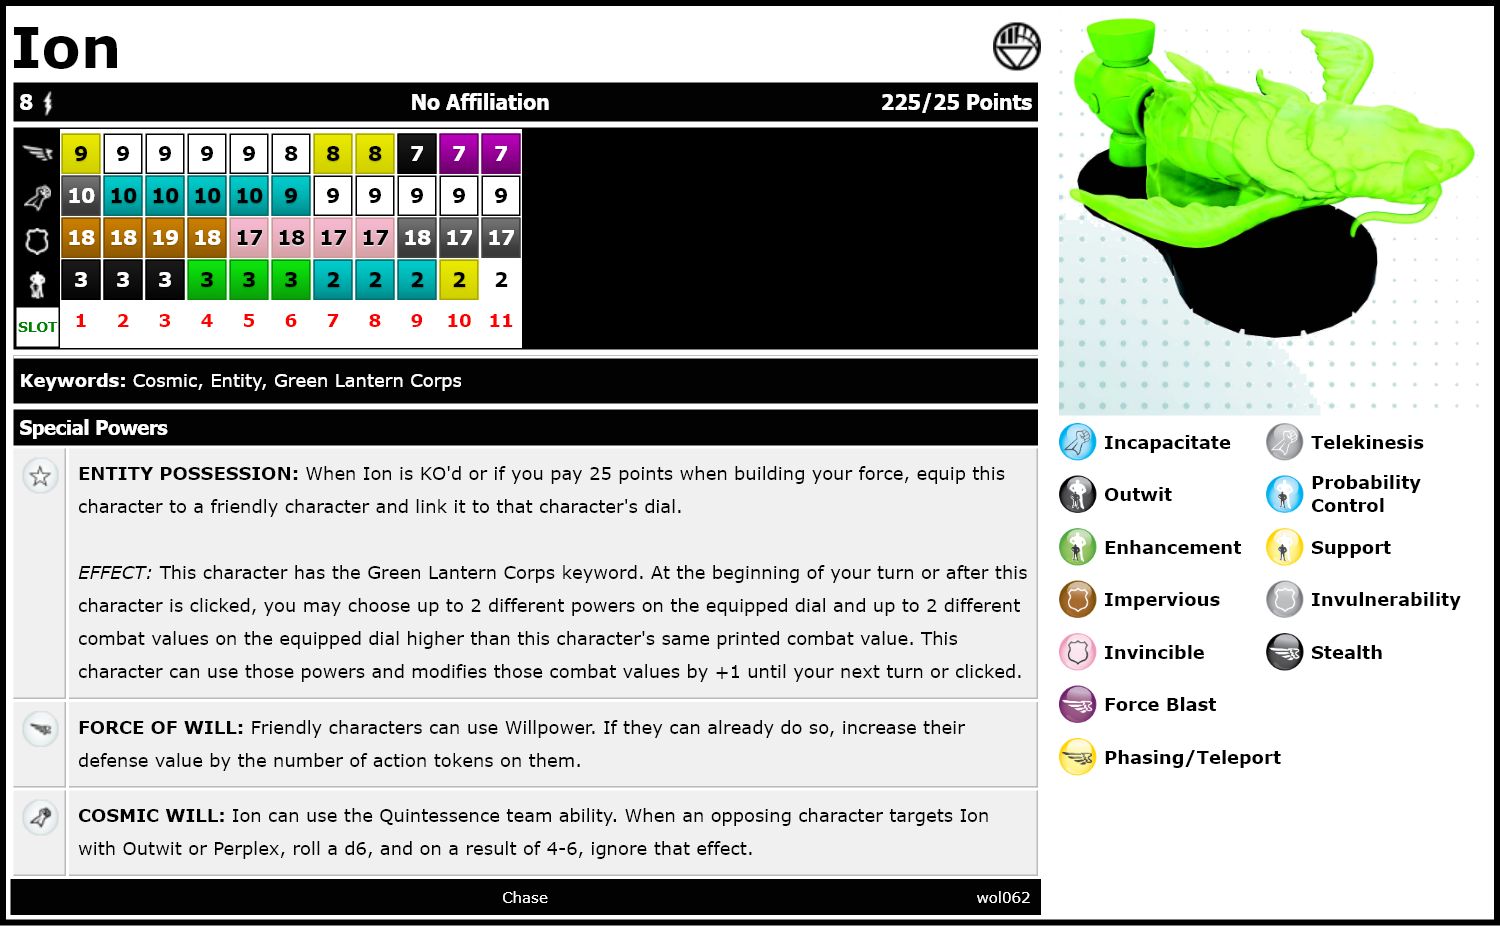 Ion
8 No Affiliation 225/25 Points
9 9 9 9 9 8 8 8 7 7 7
10 10 10 10 10 9 9 9 9 9 9
18 18 19 18 17 18 17 17 18 17 17
3 3 3 3 3 3 2 2 2 2 2
SLOT 1 2 3 4 5 6 7 8 9 10 11
Keywords: Cosmic, Entity, Green Lantern Corps
Special Powers
ENTITY POSSESSION: When Ion is KO'd or if you pay 25 points when building your force, equip this
character to a friendly character and link it to that character's dial.
EFFECT: This character has the Green Lantern Corps keyword. At the beginning of your turn or after this
character is clicked, you may choose up to 2 different powers on the equipped dial and up to 2 different
combat values on the equipped dial higher than this character's same printed combat value. This
character can use those powers and modifies those combat values by +1 until your next turn or clicked.
FORCE OF WILL: Friendly characters can use Willpower. If they can already do so, increase their
defense value by the number of action tokens on them.
COSMIC WILL: Ion can use the Quintessence team ability. When an opposing character targets Ion
with Outwit or Perplex, roll a d6, and on a result of 4-6, ignore that effect.
Chase wol062
Incapacitate Telekinesis
Outwit Probability
Control
Enhancement Support
Impervious Invulnerability
Invincible Stealth
Force Blast
Phasing/Teleport